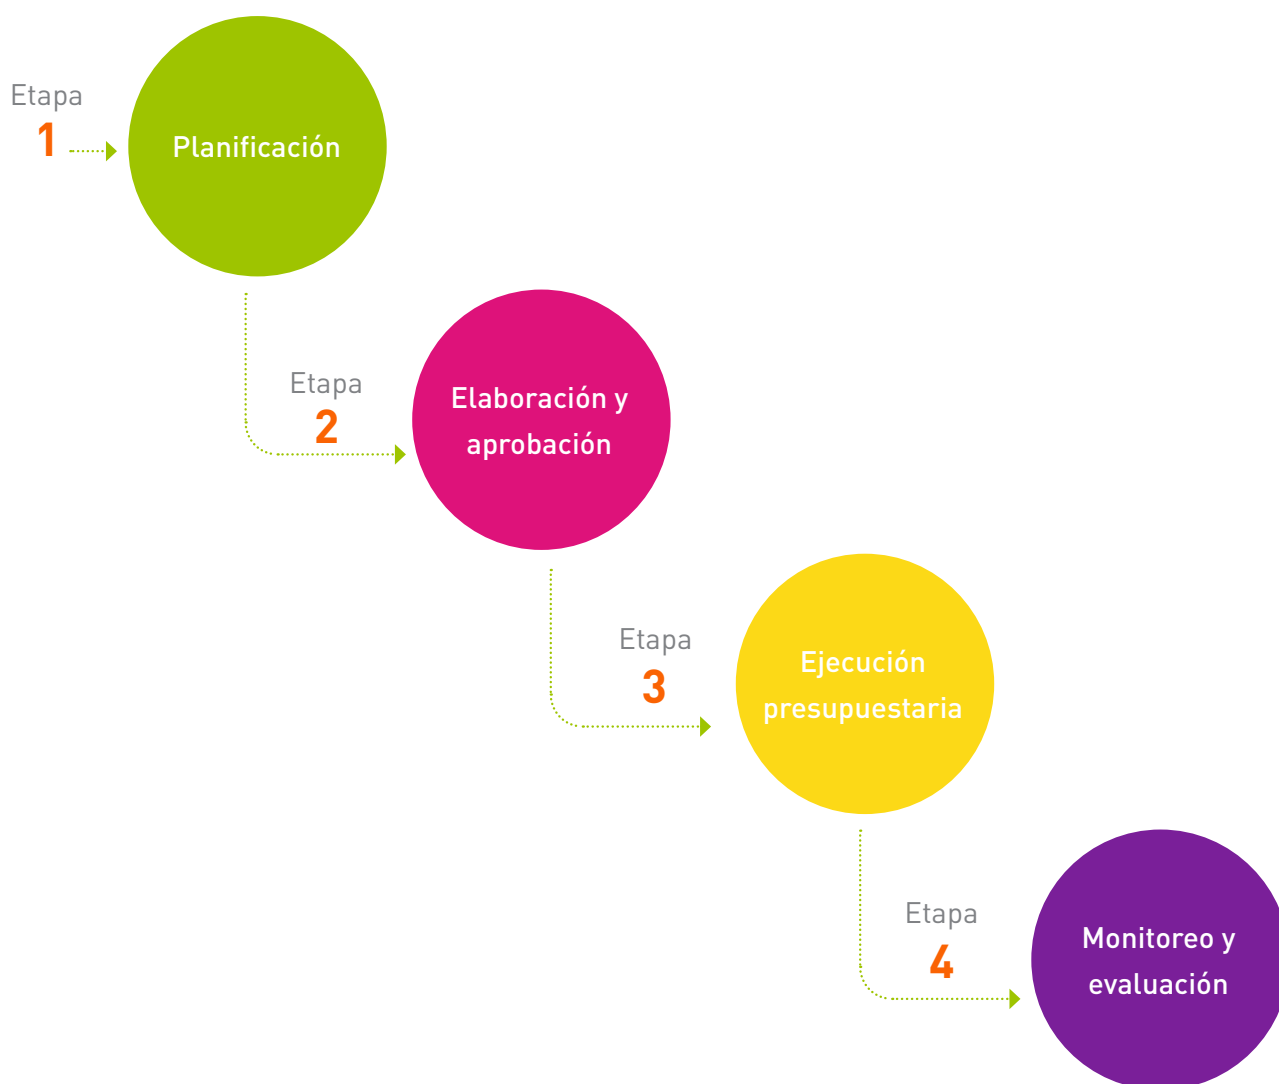 Etapa
1
Planificación
Etapa
2
Elaboración y
aprobación
Etapa
3
Ejecución
presupuestaria
Etapa
4
Monitoreo y
evaluación